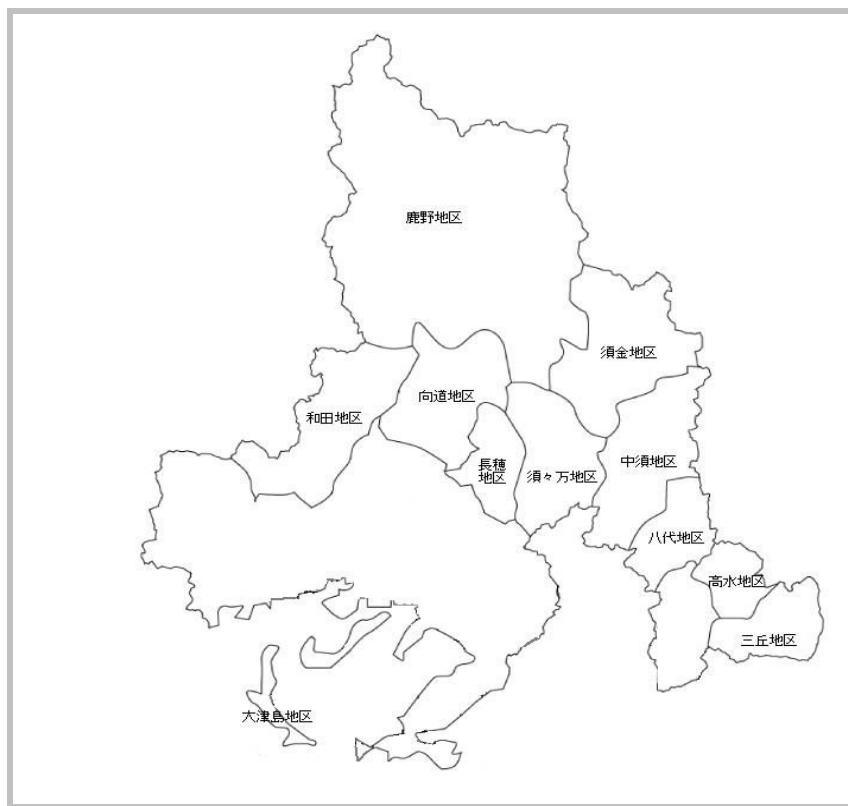 鹿野地区
須金地区
向道地区
和田地区
長穂
地区
須々万地区
中須地区
八代地区
高水地区
三丘地区
大津島地区